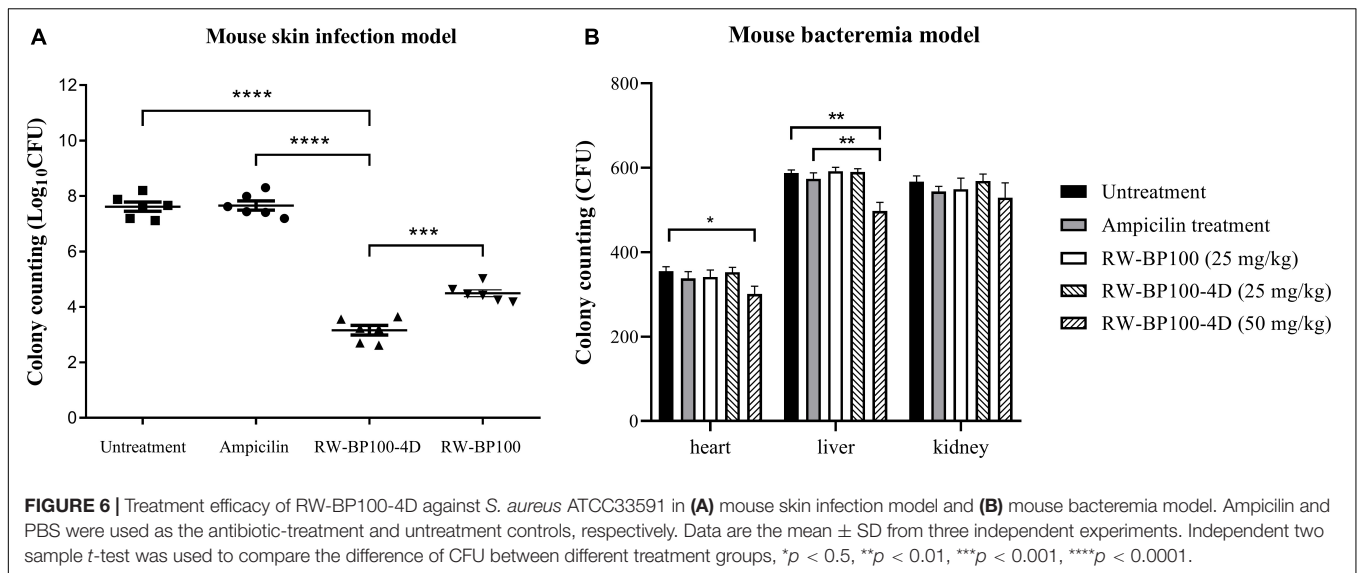 A
Mouse skin infection model
Colony counting (Log10CFU)
12
10
8
6
4
2
0
****
****
***
Untreatment
Ampicilin
RW-BP100-4D
RW-BP100
B
Mouse bacteremia model
Colony counting (CFU)
800
600
400
200
0
*
**
**
heart
liver
kidney
Untreatment
Ampicilin treatment
RW-BP100 (25 mg/kg)
RW-BP100-4D (25 mg/kg)
RW-BP100-4D (50 mg/kg)
FIGURE 6 | Treatment efficacy of RW-BP100-4D against S. aureus ATCC33591 in (A) mouse skin infection model and (B) mouse bacteremia model. Ampicilin and
PBS were used as the antibiotic-treatment and untreatment controls, respectively. Data are the mean ± SD from three independent experiments. Independent two
sample t-test was used to compare the difference of CFU between different treatment groups, *p < 0.5, **p < 0.01, ***p < 0.001, ****p < 0.0001.